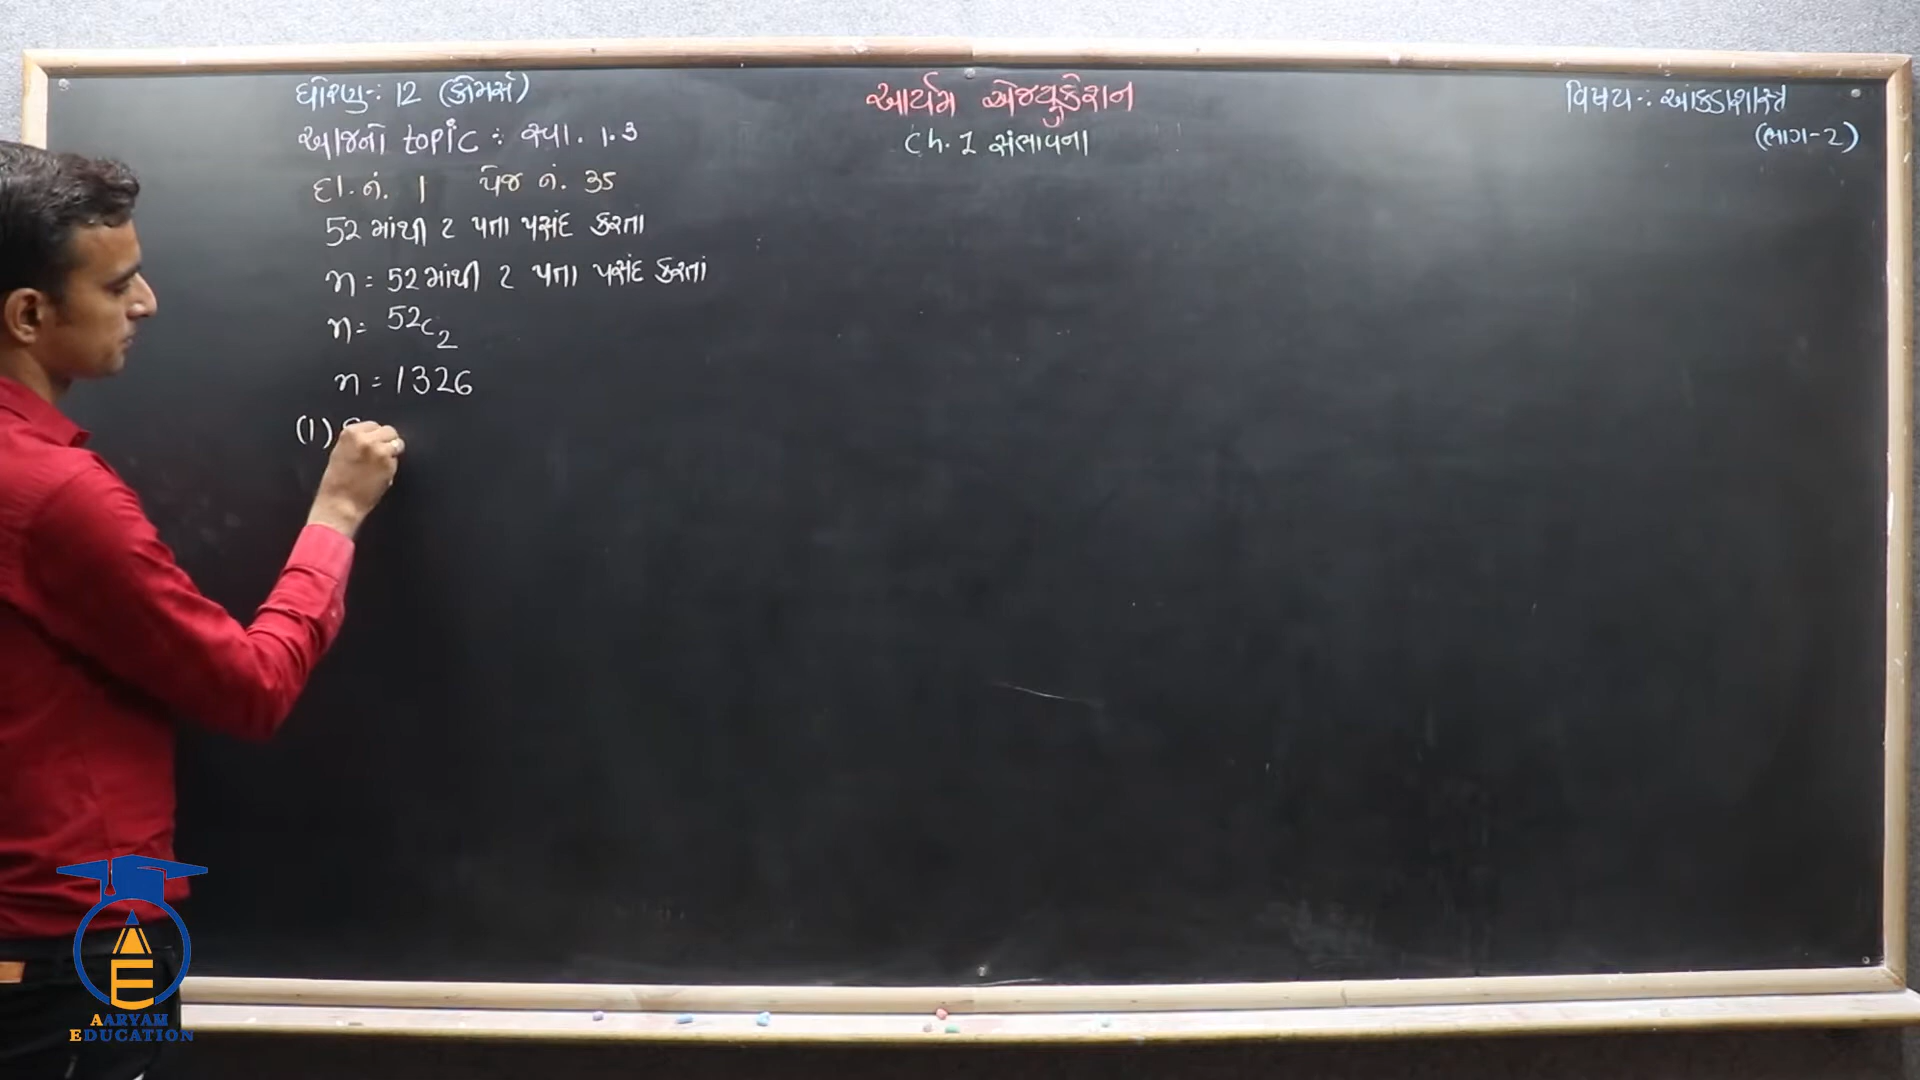 ધોરણ-: 12 (કોમર્સ)
આજનો topic : સ્વા. 1.3
દા.નં. 1 પેજ નં. 35
52 માંથી 2 પતા પસંદ કરતા
n = 52 માંથી 2 પતા પસંદ કરતાં
n = 52c2
n = 1326
(1)
આર્યમ એજ્યુકેશન
Ch. 1 સંભાવના
વિષય-: આંકડાશાસ્ત્ર
(ભાગ-2)
AARYAM
EDUCATION